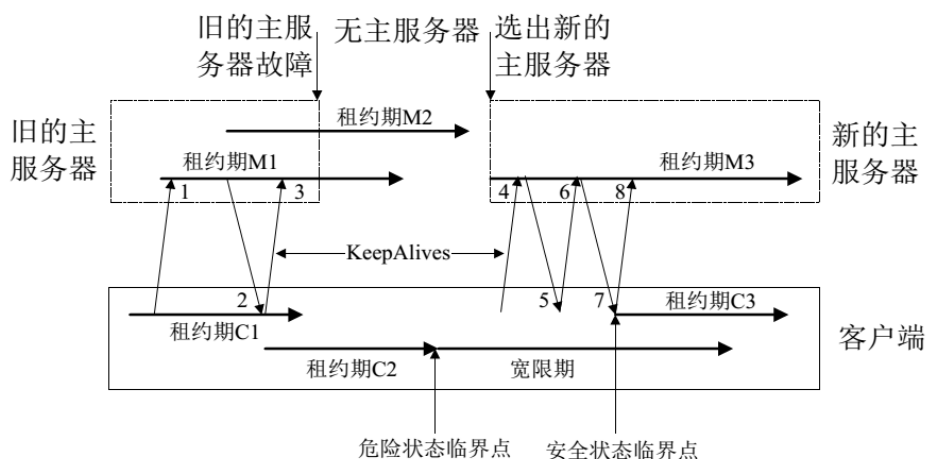 旧的主服
务器故障
无主服务器
选出新的
主服务器
旧的主
服务器
租约期M2
租约期M1
租约期M3
新的主
服务器
1
3
4
6
8
KeepAlives
2
5
7
租约期C1
租约期C3
租约期C2
宽限期
客户端
危险状态临界点
安全状态临界点